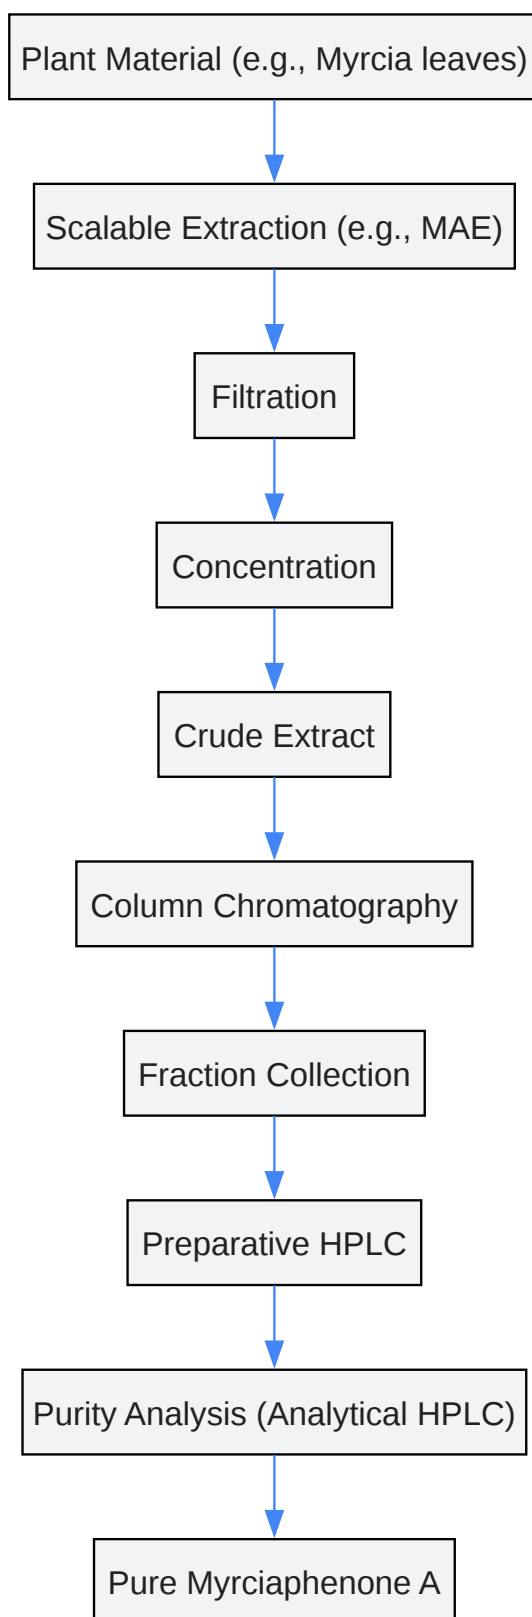 Plant Material (e.g., Myrcia leaves)
Scalable Extraction (e.g., MAE)
Filtration
Concentration
Crude Extract
Column Chromatography
Fraction Collection
Preparative HPLC
Purity Analysis (Analytical HPLC)
Pure Myrciaphenone A